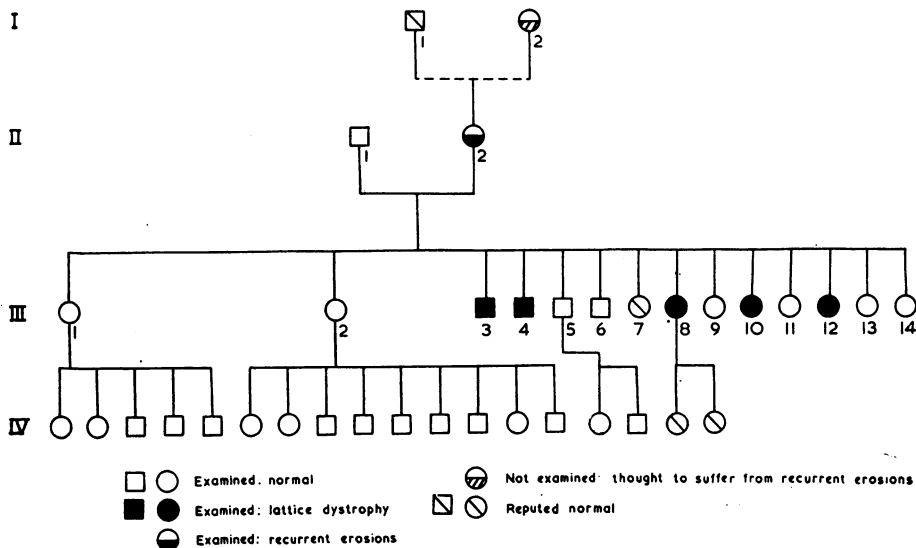 I
1 2
II
1 2
III
1 2 3 4 5 6 7 8 9 10 11 12 13 14
IV
Examined: normal
Not examined: thought to suffer from recurrent erosions
Examined: lattice dystrophy
Reputed normal
Examined: recurrent erosions